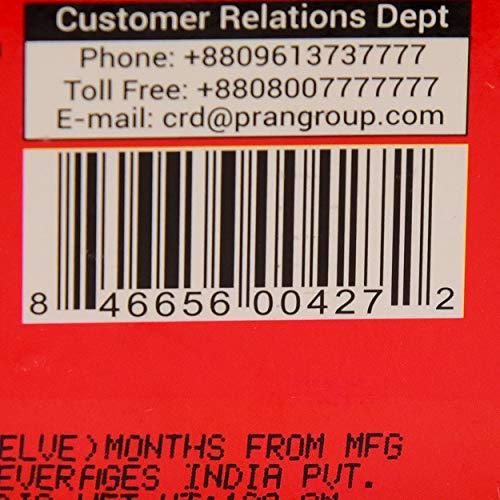 Customer Relations Dept
Phone: +8809613737777
Toll Free: +8808007777777
E-mail: crd@prangroup.com
8 46656 00427 2
ELVE)MONTHS FROM MFG
EVERAGES INDIA PVT.